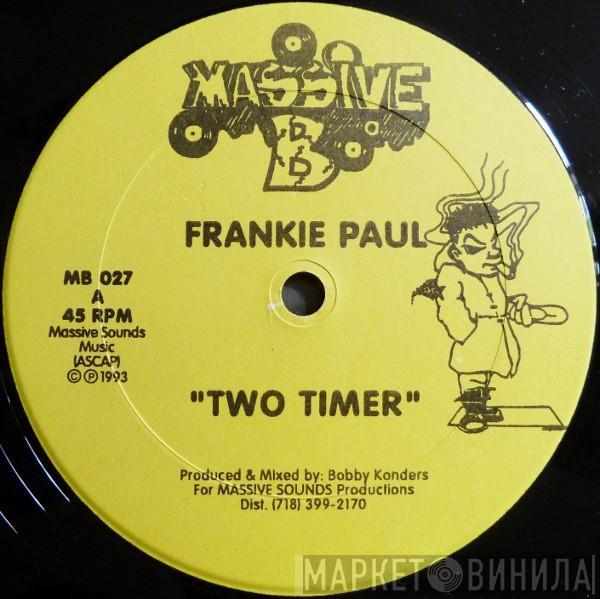 MASSIVE
B
FRANKIE PAUL
MB 027
A
45 RPM
Massive Sounds
Music
(ASCAP)
© ℗ 1993
"TWO TIMER"
Produced & Mixed by: Bobby Konders
For MASSIVE SOUNDS Productions
Dist. (718) 399-2170
МАРКЕТ ВИНИЛА